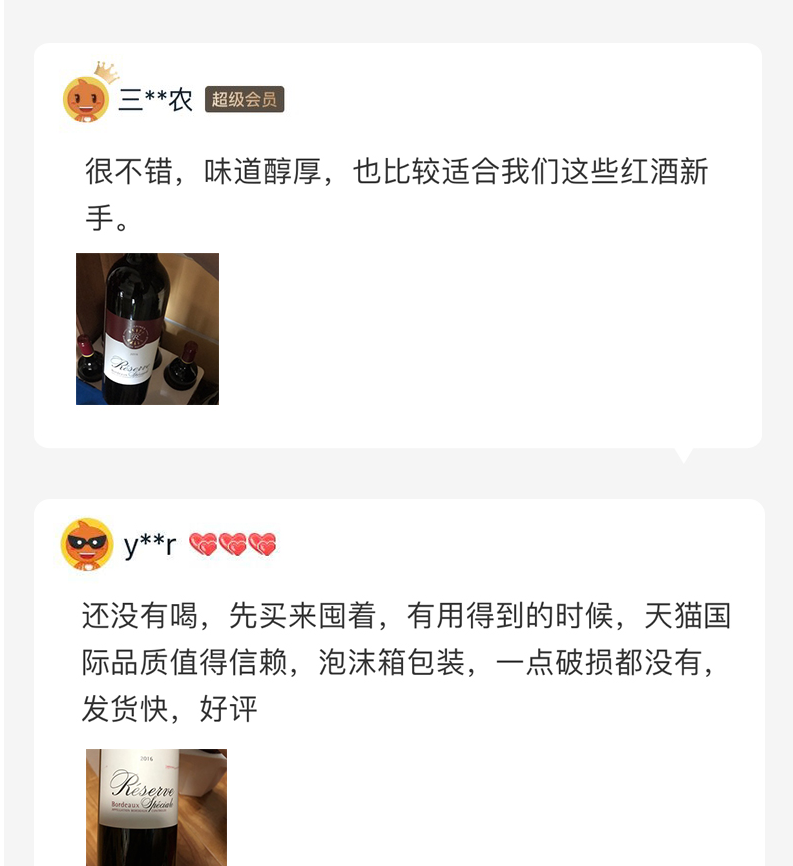 三**农 超级会员
很不错，味道醇厚，也比较适合我们这些红酒新
手。
Réserve
y**r
还没有喝，先买来囤着，有用得到的时候，天猫国
际品质值得信赖，泡沫箱包装，一点破损都没有，
发货快，好评
2016
Réserve
Bordeaux Spéciale